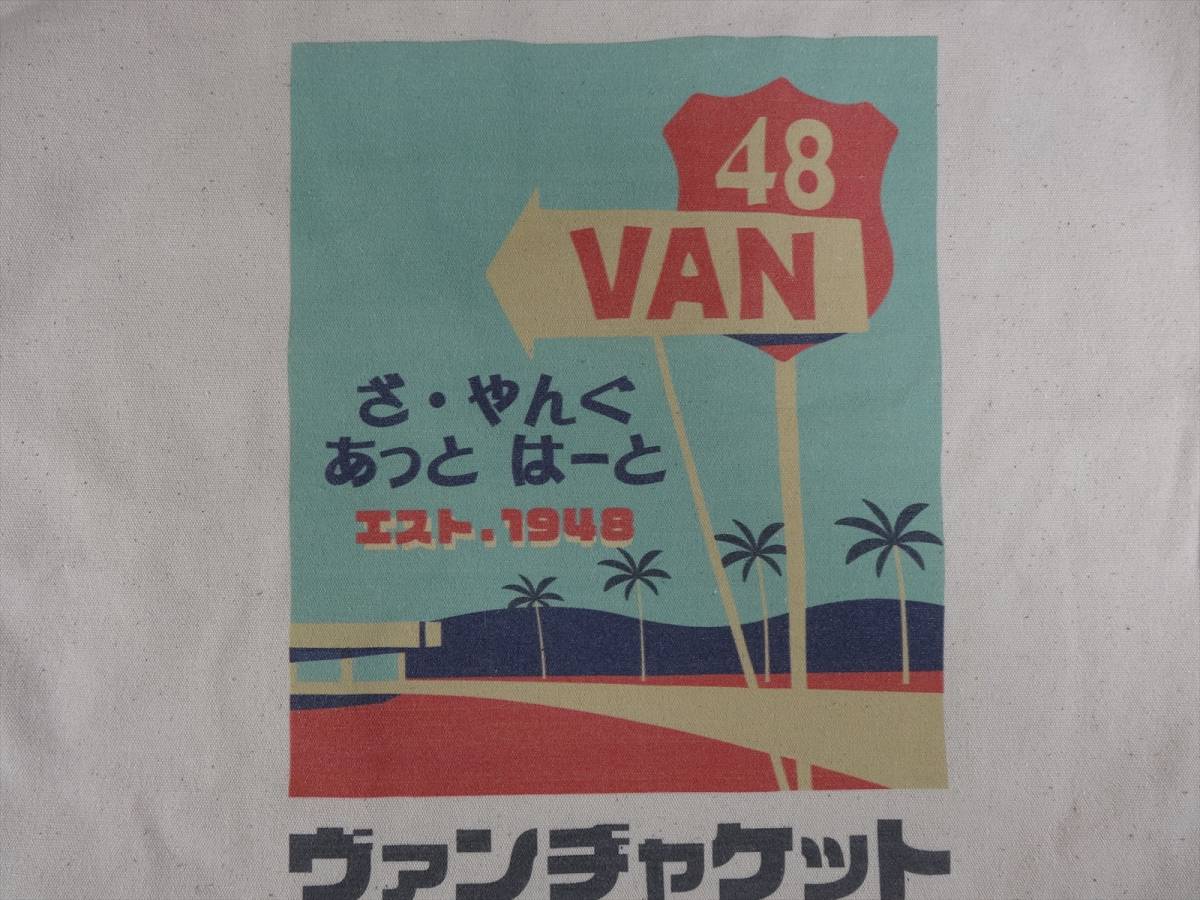 48
VAN
ざ・やんぐ
あっと はーと
エスト.1948
ヴァンヂャケット